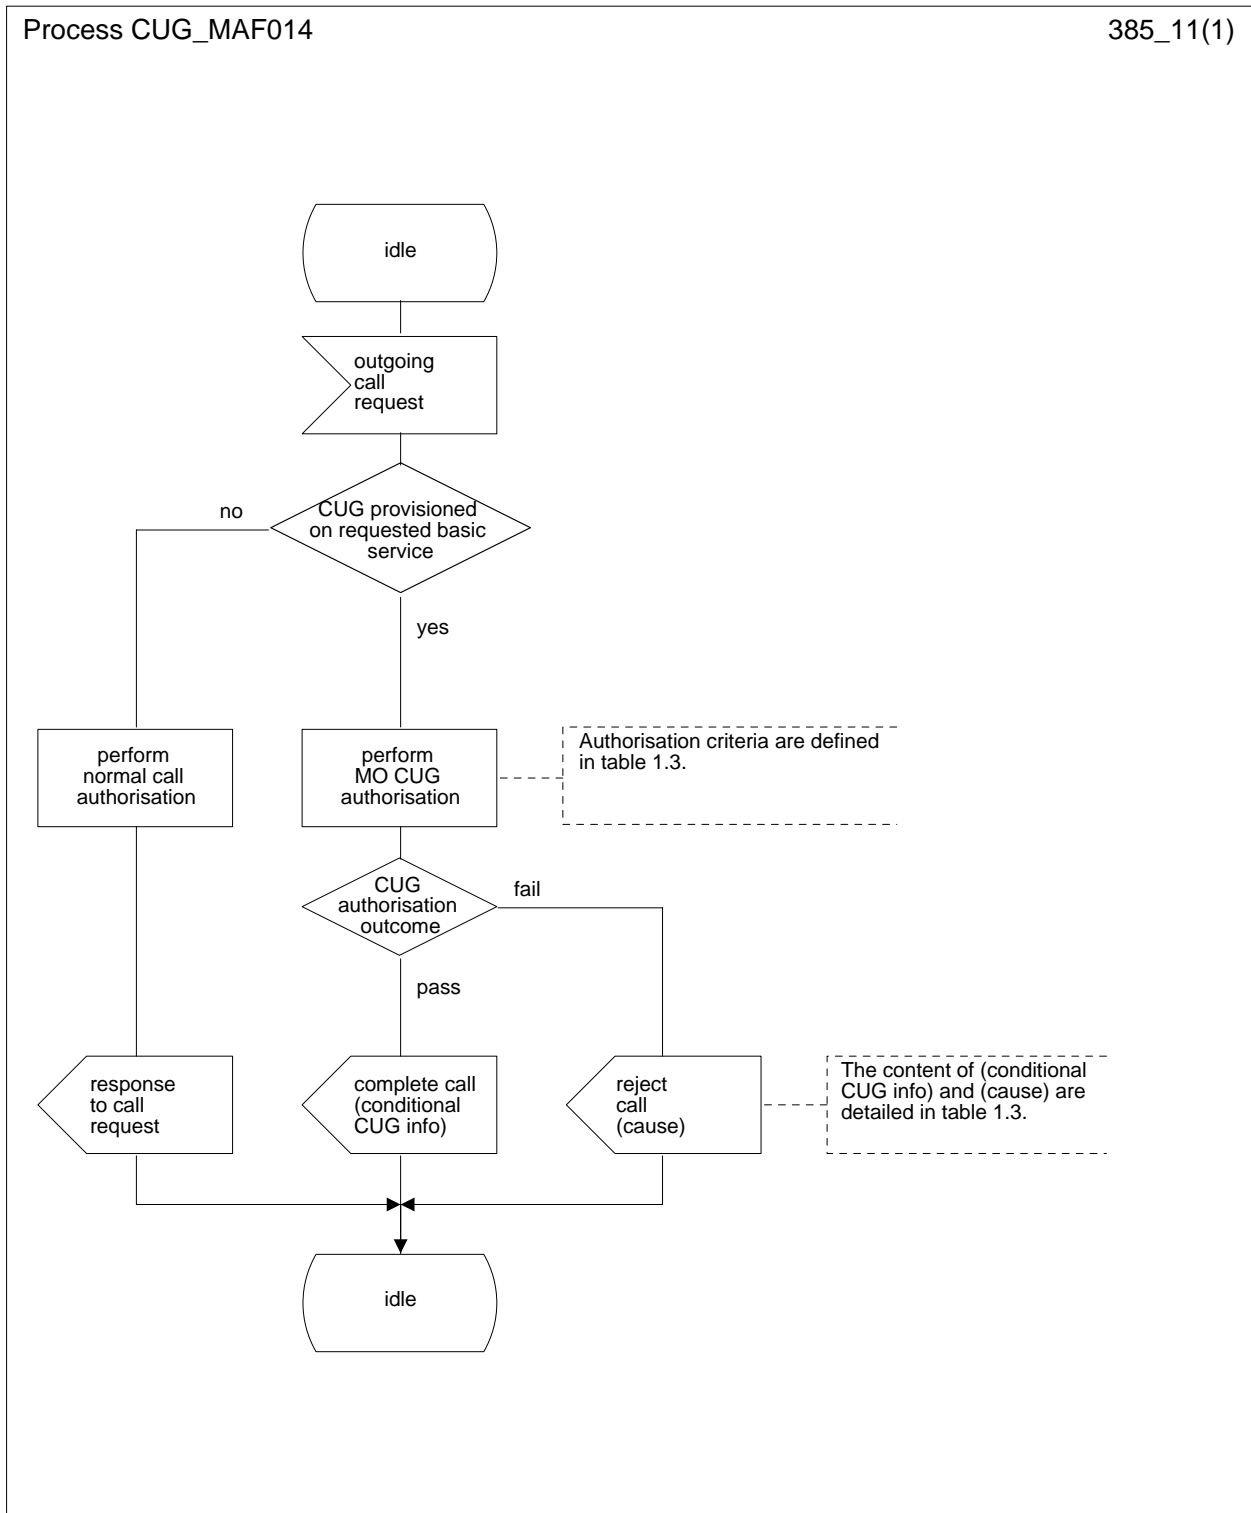 Process CUG_MAF014
385_11(1)
idle
outgoing
call
request
CUG provisioned
on requested basic
service
no
yes
perform
normal call
authorisation
perform
MO CUG
authorisation
Authorisation criteria are defined
in table 1.3.
CUG
authorisation
outcome
fail
pass
response
to call
request
complete call
(conditional
CUG info)
reject
call
(cause)
The content of (conditional
CUG info) and (cause) are
detailed in table 1.3.
idle